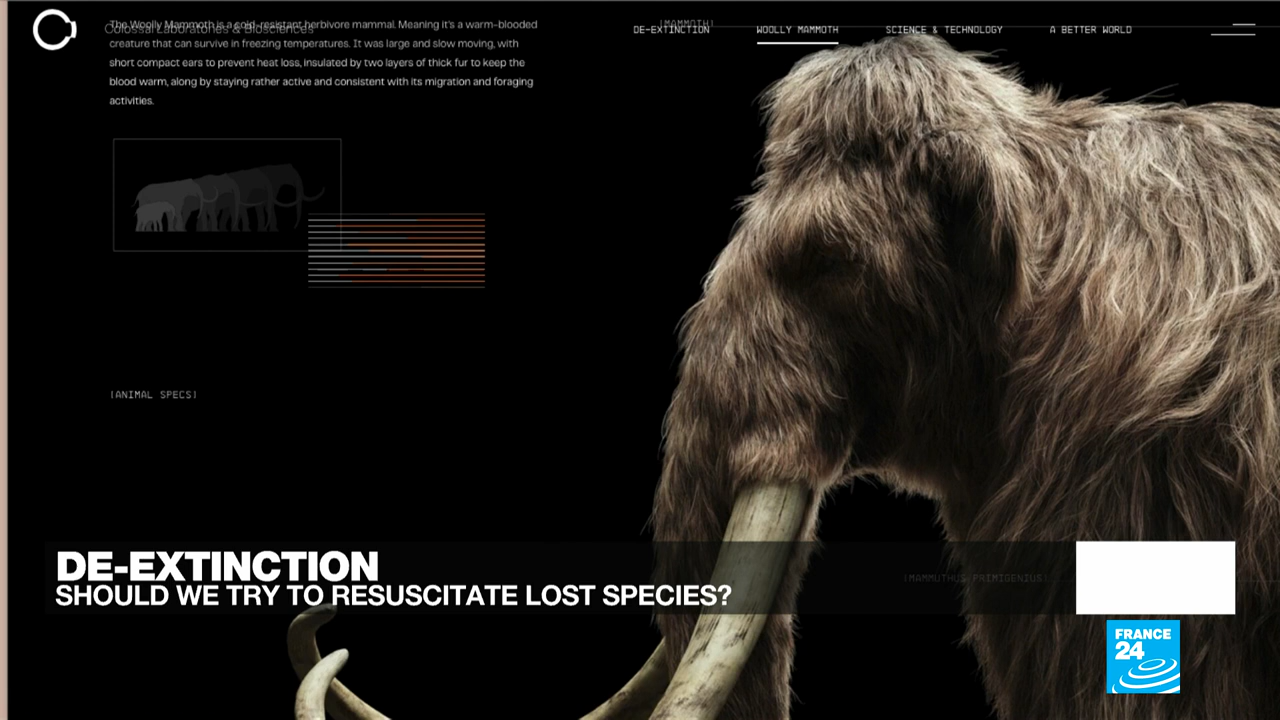 The Woolly Mammoth is a cold-resistant herbivore mammal. Meaning it's a warm-blooded
Colossal Laboratories & Biosciences
creature that can survive in freezing temperatures. It was large and slow moving, with
short compact ears to prevent heat loss, insulated by two layers of thick fur to keep the
blood warm, along by staying rather active and consistent with its migration and foraging
activities.
[MAMMOTH]
DE-EXTINCTION
WOOLLY MAMMOTH
SCIENCE & TECHNOLOGY
A BETTER WORLD
[ANIMAL SPECS]
[MAMMUTHUS PRIMIGENIUS]
DE-EXTINCTION
SHOULD WE TRY TO RESUSCITATE LOST SPECIES?
FRANCE
24